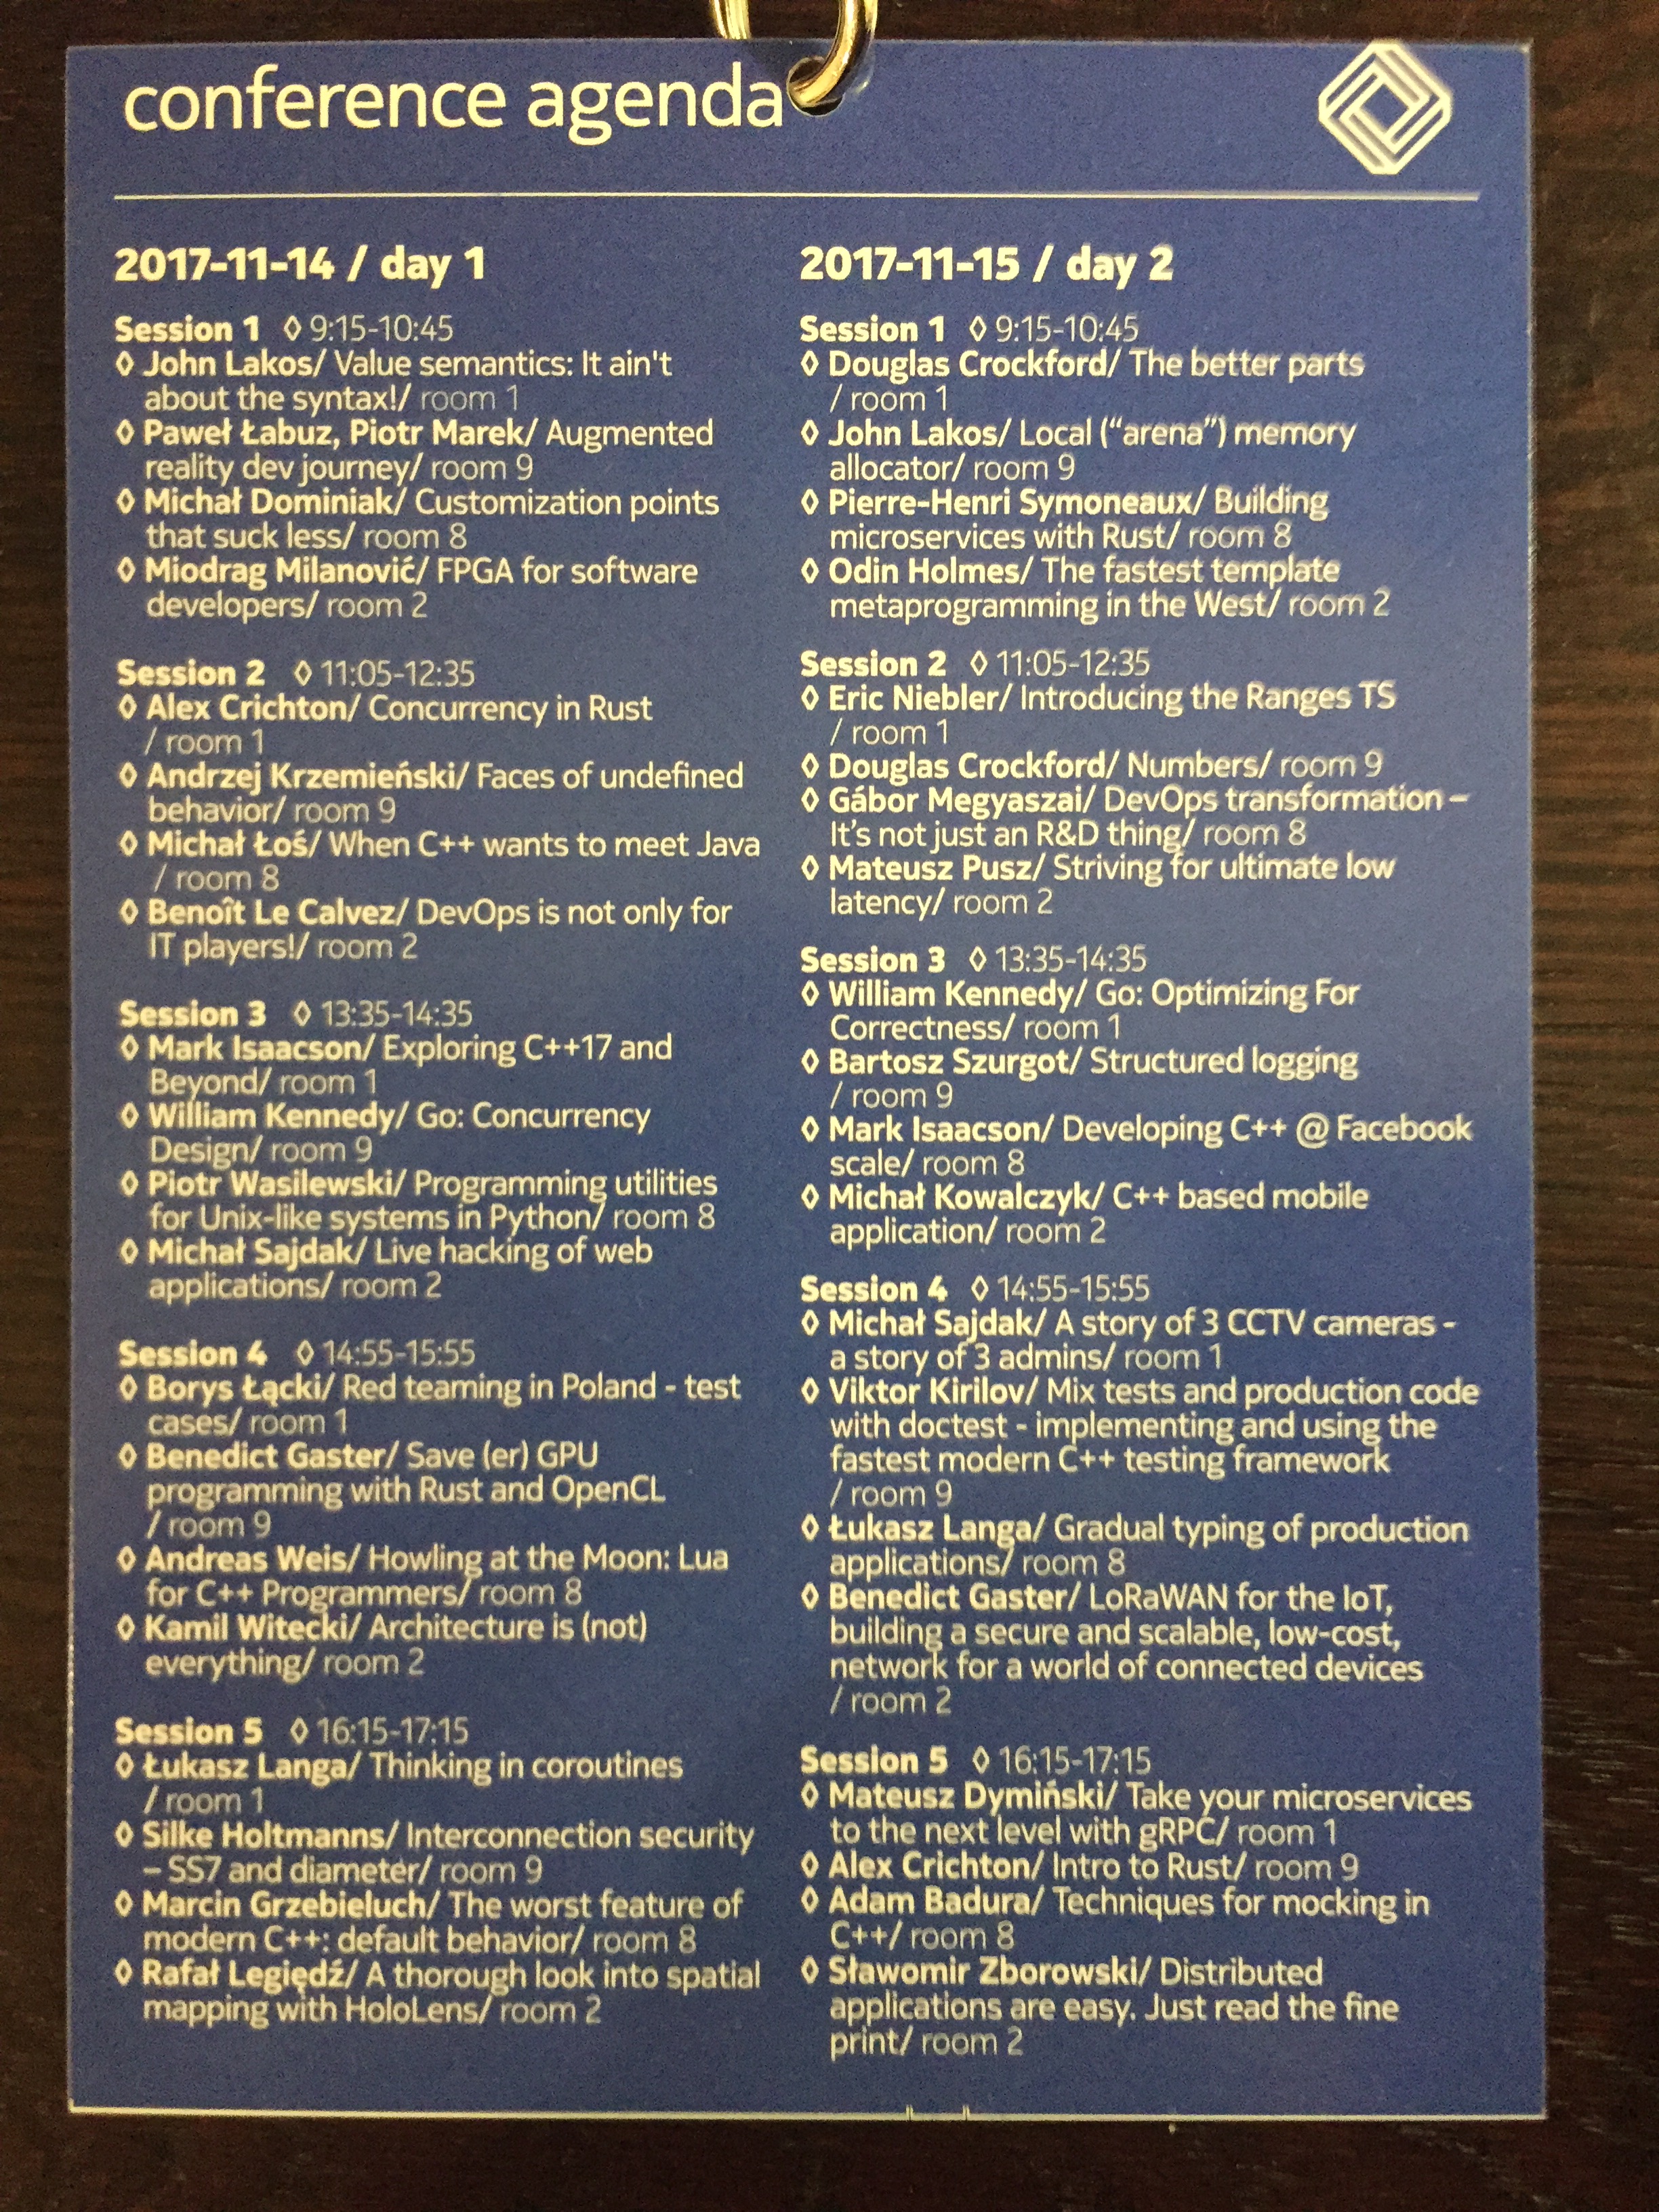 conference agenda
2017-11-14 / day 1
Session 1 ◊ 9:15-10:45
◊ John Lakos/ Value semantics: It ain't
about the syntax!/ room 1
◊ Paweł Łabuz, Piotr Marek/ Augmented
reality dev journey/ room 9
◊ Michał Dominiak/ Customization points
that suck less/ room 8
◊ Miodrag Milanović/ FPGA for software
developers/ room 2
Session 2 ◊ 11:05-12:35
◊ Alex Crichton/ Concurrency in Rust
/ room 1
◊ Andrzej Krzemieński/ Faces of undefined
behavior/ room 9
◊ Michał Łoś/ When C++ wants to meet Java
/ room 8
◊ Benoît Le Calvez/ DevOps is not only for
IT players!/ room 2
Session 3 ◊ 13:35-14:35
◊ Mark Isaacson/ Exploring C++17 and
Beyond/ room 1
◊ William Kennedy/ Go: Concurrency
Design/ room 9
◊ Piotr Wasilewski/ Programming utilities
for Unix-like systems in Python/ room 8
◊ Michał Sajdak/ Live hacking of web
applications/ room 2
Session 4 ◊ 14:55-15:55
◊ Borys Łącki/ Red teaming in Poland - test
cases/ room 1
◊ Benedict Gaster/ Save (er) GPU
programming with Rust and OpenCL
/ room 9
◊ Andreas Weis/ Howling at the Moon: Lua
for C++ Programmers/ room 8
◊ Kamil Witecki/ Architecture is (not)
everything/ room 2
Session 5 ◊ 16:15-17:15
◊ Łukasz Langa/ Thinking in coroutines
/ room 1
◊ Silke Holtmanns/ Interconnection security
– SS7 and diameter/ room 9
◊ Marcin Grzebieluch/ The worst feature of
modern C++: default behavior/ room 8
◊ Rafał Legiędź/ A thorough look into spatial
mapping with HoloLens/ room 2
2017-11-15 / day 2
Session 1 ◊ 9:15-10:45
◊ Douglas Crockford/ The better parts
/ room 1
◊ John Lakos/ Local (“arena”) memory
allocator/ room 9
◊ Pierre-Henri Symoneaux/ Building
microservices with Rust/ room 8
◊ Odin Holmes/ The fastest template
metaprogramming in the West/ room 2
Session 2 ◊ 11:05-12:35
◊ Eric Niebler/ Introducing the Ranges TS
/ room 1
◊ Douglas Crockford/ Numbers/ room 9
◊ Gábor Megyaszai/ DevOps transformation –
It’s not just an R&D thing/ room 8
◊ Mateusz Pusz/ Striving for ultimate low
latency/ room 2
Session 3 ◊ 13:35-14:35
◊ William Kennedy/ Go: Optimizing For
Correctness/ room 1
◊ Bartosz Szurgot/ Structured logging
/ room 9
◊ Mark Isaacson/ Developing C++ @ Facebook
scale/ room 8
◊ Michał Kowalczyk/ C++ based mobile
application/ room 2
Session 4 ◊ 14:55-15:55
◊ Michał Sajdak/ A story of 3 CCTV cameras -
a story of 3 admins/ room 1
◊ Viktor Kirilov/ Mix tests and production code
with doctest - implementing and using the
fastest modern C++ testing framework
/ room 9
◊ Łukasz Langa/ Gradual typing of production
applications/ room 8
◊ Benedict Gaster/ LoRaWAN for the IoT,
building a secure and scalable, low-cost,
network for a world of connected devices
/ room 2
Session 5 ◊ 16:15-17:15
◊ Mateusz Dymiński/ Take your microservices
to the next level with gRPC/ room 1
◊ Alex Crichton/ Intro to Rust/ room 9
◊ Adam Badura/ Techniques for mocking in
C++/ room 8
◊ Sławomir Zborowski/ Distributed
applications are easy. Just read the fine
print/ room 2